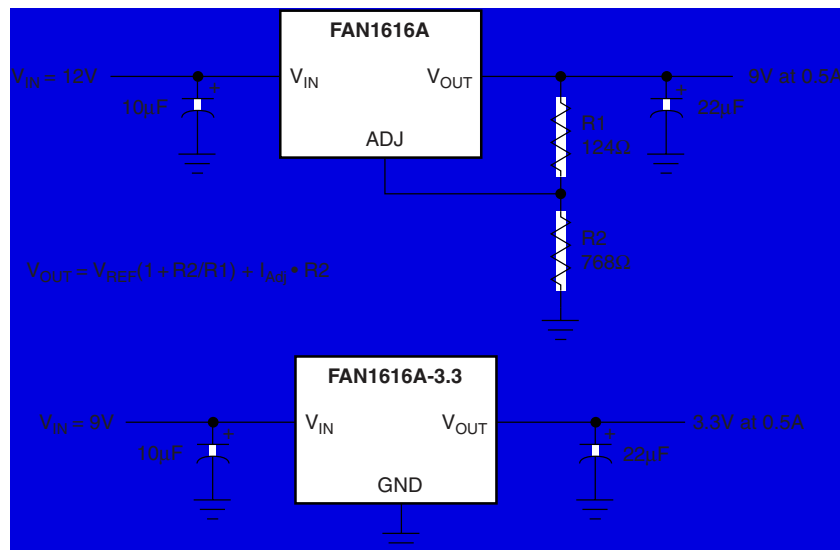 FAN1616A
V_IN = 12V
V_IN
V_OUT
9V at 0.5A
10µF
22µF
R1
124Ω
ADJ
R2
768Ω
V_OUT = V_REF(1 + R2/R1) + I_Adj • R2
FAN1616A-3.3
V_IN = 9V
V_IN
V_OUT
3.3V at 0.5A
10µF
22µF
GND